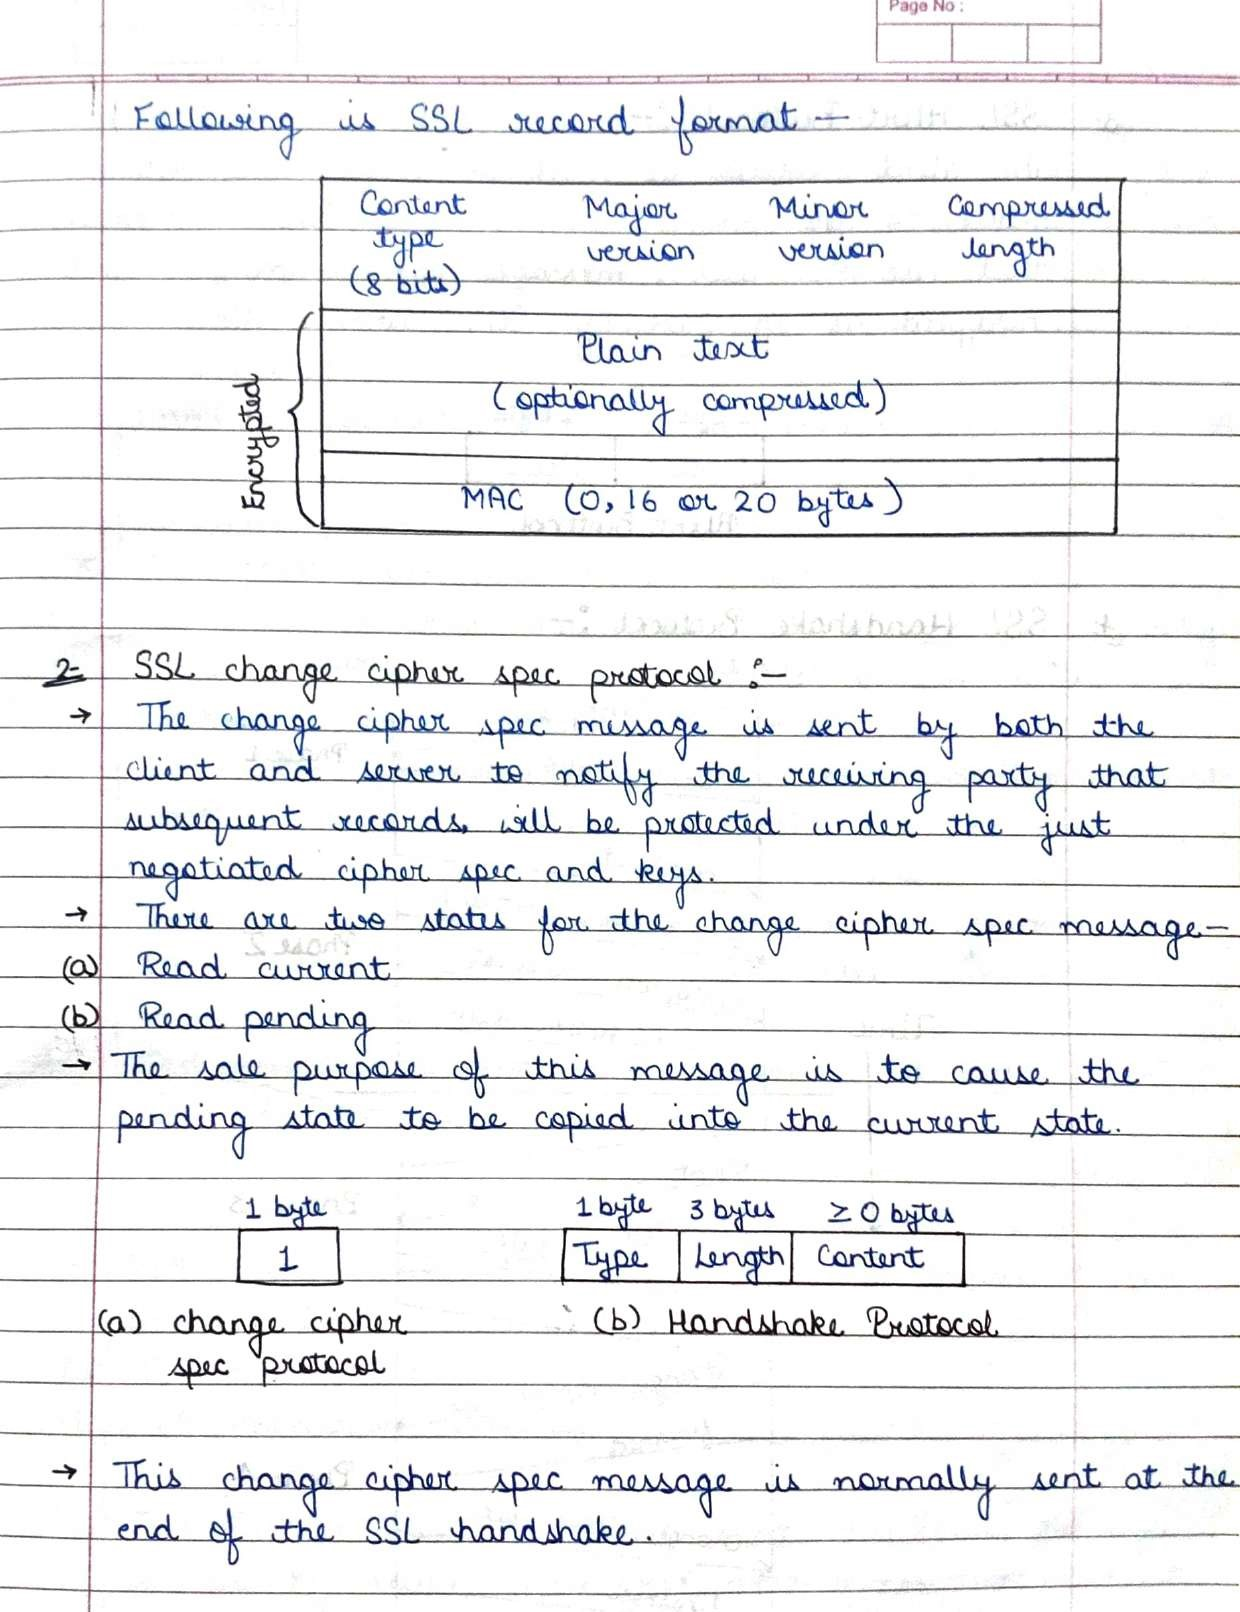 Page No :
Following is SSL record format –
Content Major Minor Compressed
type version version length
(8 bits)
Plain text
(optionally compressed)
Encrypted
MAC (0, 16 or 20 bytes)
2- SSL change cipher spec protocol :-
→ The change cipher spec message is sent by both the
client and server to notify the receiving party that
subsequent records, will be protected under the just
negotiated cipher spec and keys.
→ There are two states for the change cipher spec message –
(a) Read current
(b) Read pending
→ The sole purpose of this message is to cause the
pending state to be copied into the current state.
1 byte 1 byte 3 bytes ≥ 0 bytes
1 Type Length Content
(a) change cipher (b) Handshake Protocol
spec protocol
→ This change cipher spec message is normally sent at the
end of the SSL handshake.